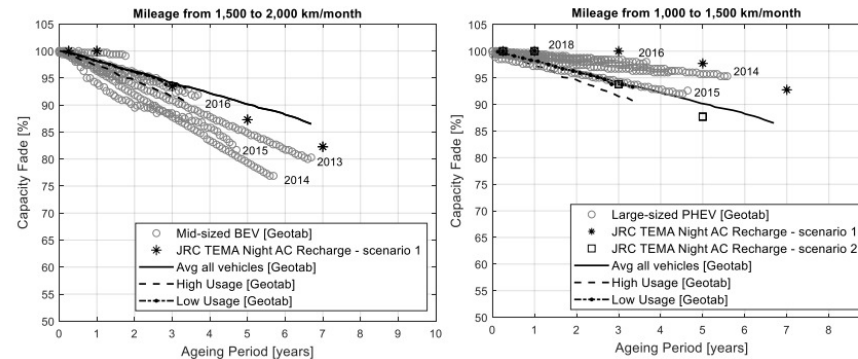 Mileage from 1,500 to 2,000 km/month
105
100
95
90
85
80
75
70
65
60
55
50
Capacity Fade [%]
2016
2015
2013
2014
Mid-sized BEV [Geotab]
JRC TEMA Night AC Recharge - scenario 1
Avg all vehicles [Geotab]
High Usage [Geotab]
Low Usage [Geotab]
0 1 2 3 4 5 6 7 8 9 10
Ageing Period [years]
Mileage from 1,000 to 1,500 km/month
105
100
95
90
85
80
75
70
65
60
55
50
Capacity Fade [%]
2018
2016
2014
2015
Large-sized PHEV [Geotab]
JRC TEMA Night AC Recharge - scenario 1
JRC TEMA Night AC Recharge - scenario 2
Avg all vehicles [Geotab]
High Usage [Geotab]
Low Usage [Geotab]
0 1 2 3 4 5 6 7 8
Ageing Period [years]